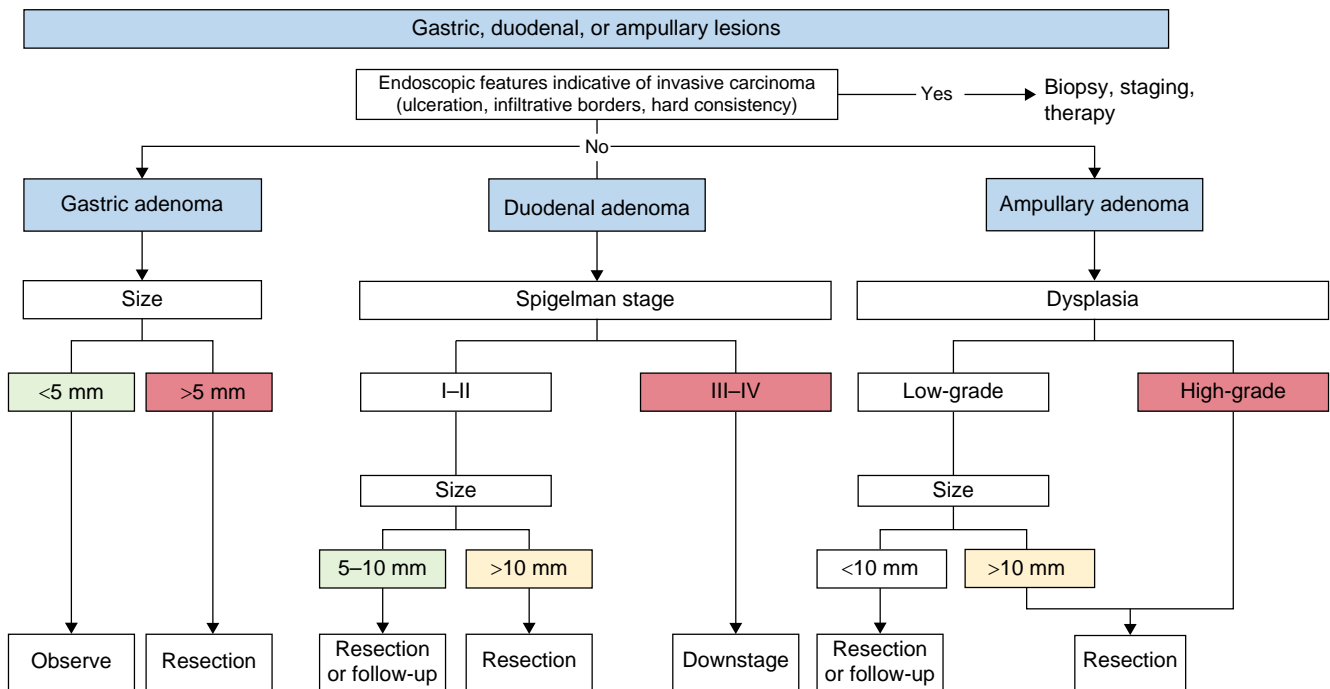 Gastric, duodenal, or ampullary lesions
Endoscopic features indicative of invasive carcinoma
(ulceration, infiltrative borders, hard consistency)
Yes
Biopsy, staging,
therapy
No
Gastric adenoma
Duodenal adenoma
Ampullary adenoma
Size
Spigelman stage
Dysplasia
<5 mm
>5 mm
I–II
III–IV
Low-grade
High-grade
Size
Size
5–10 mm
>10 mm
<10 mm
>10 mm
Observe
Resection
Resection
or follow-up
Resection
Downstage
Resection
or follow-up
Resection